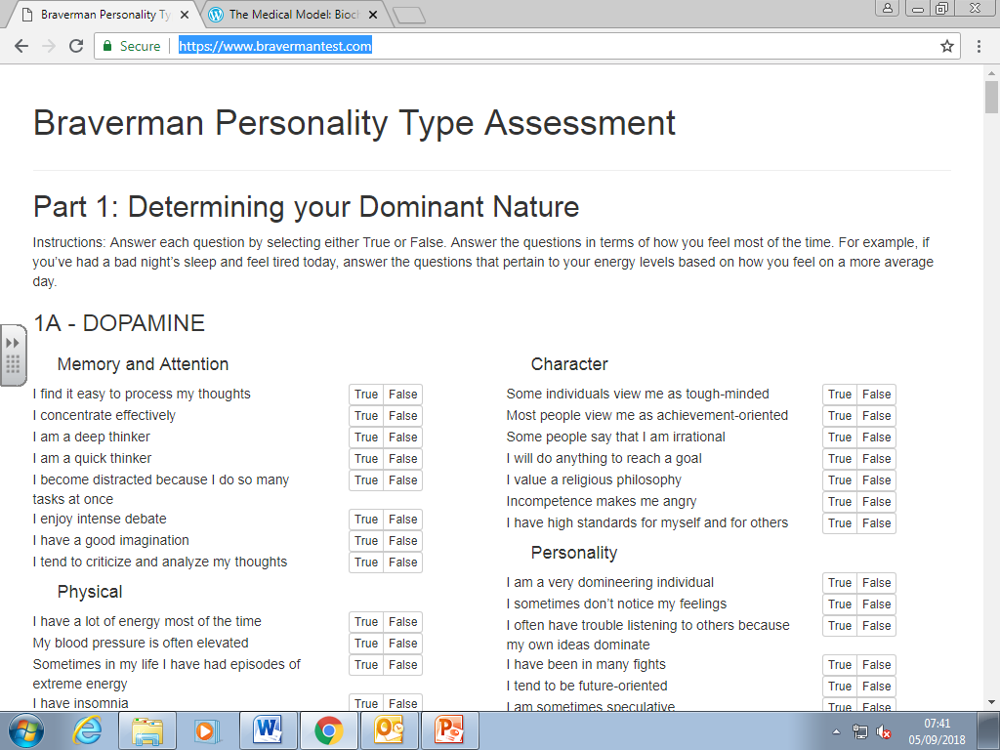 Braverman Personality Ty
The Medical Model: Bioch
Secure
https://www.bravermantest.com
Braverman Personality Type Assessment
Part 1: Determining your Dominant Nature
Instructions: Answer each question by selecting either True or False. Answer the questions in terms of how you feel most of the time. For example, if
you've had a bad night's sleep and feel tired today, answer the questions that pertain to your energy levels based on how you feel on a more average
day.
1A - DOPAMINE
Memory and Attention
I find it easy to process my thoughts True False
I concentrate effectively True False
I am a deep thinker True False
I am a quick thinker True False
I become distracted because I do so many True False
tasks at once
I enjoy intense debate True False
I have a good imagination True False
I tend to criticize and analyze my thoughts True False
Physical
I have a lot of energy most of the time True False
My blood pressure is often elevated True False
Sometimes in my life I have had episodes of True False
extreme energy
I have insomnia True False
Character
Some individuals view me as tough-minded True False
Most people view me as achievement-oriented True False
Some people say that I am irrational True False
I will do anything to reach a goal True False
I value a religious philosophy True False
Incompetence makes me angry True False
I have high standards for myself and for others True False
Personality
I am a very domineering individual True False
I sometimes don't notice my feelings True False
I often have trouble listening to others because True False
my own ideas dominate
I have been in many fights True False
I tend to be future-oriented True False
I am sometimes speculative True False
07:41
05/09/2018